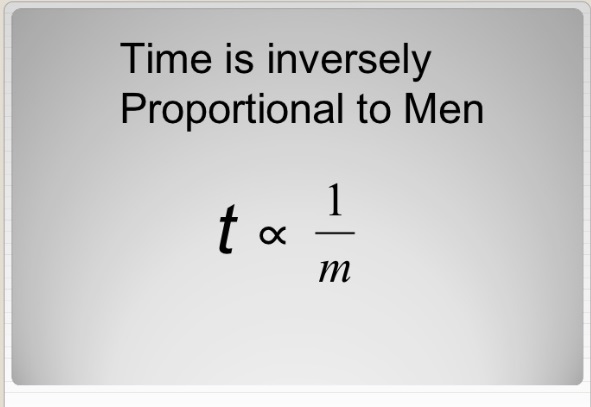 Time is inversely
Proportional to Men
t ∝ 1/m